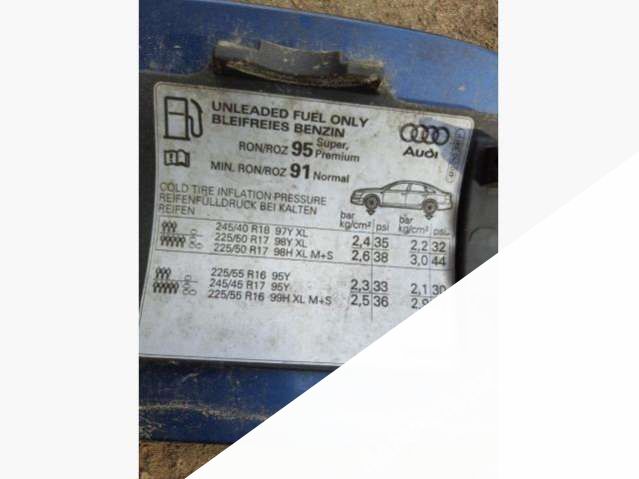 UNLEADED FUEL ONLY
BLEIFREIES BENZIN
RON/ROZ 95 Super, Premium
MIN. RON/ROZ 91 Normal
Audi
COLD TIRE INFLATION PRESSURE
REIFENFÜLLDRUCK BEI KALTEN
REIFEN
bar kg/cm² psi bar kg/cm² psi
245/40 R18 97Y XL
225/50 R17 98Y XL 2,4 35 2,2 32
225/50 R17 98H XL M+S 2,6 38 3,0 44
225/55 R16 95Y
245/45 R17 95Y 2,3 33 2,1 30
225/55 R16 99H XL M+S 2,5 36